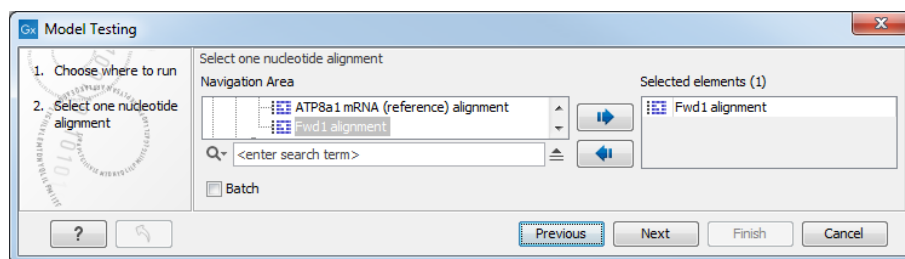 Gx Model Testing
1. Choose where to run
2. Select one nucleotide
alignment
Select one nucleotide alignment
Navigation Area
ATP8a1 mRNA (reference) alignment
Fwd1 alignment
<enter search term>
Batch
Selected elements (1)
Fwd1 alignment
?
Previous
Next
Finish
Cancel